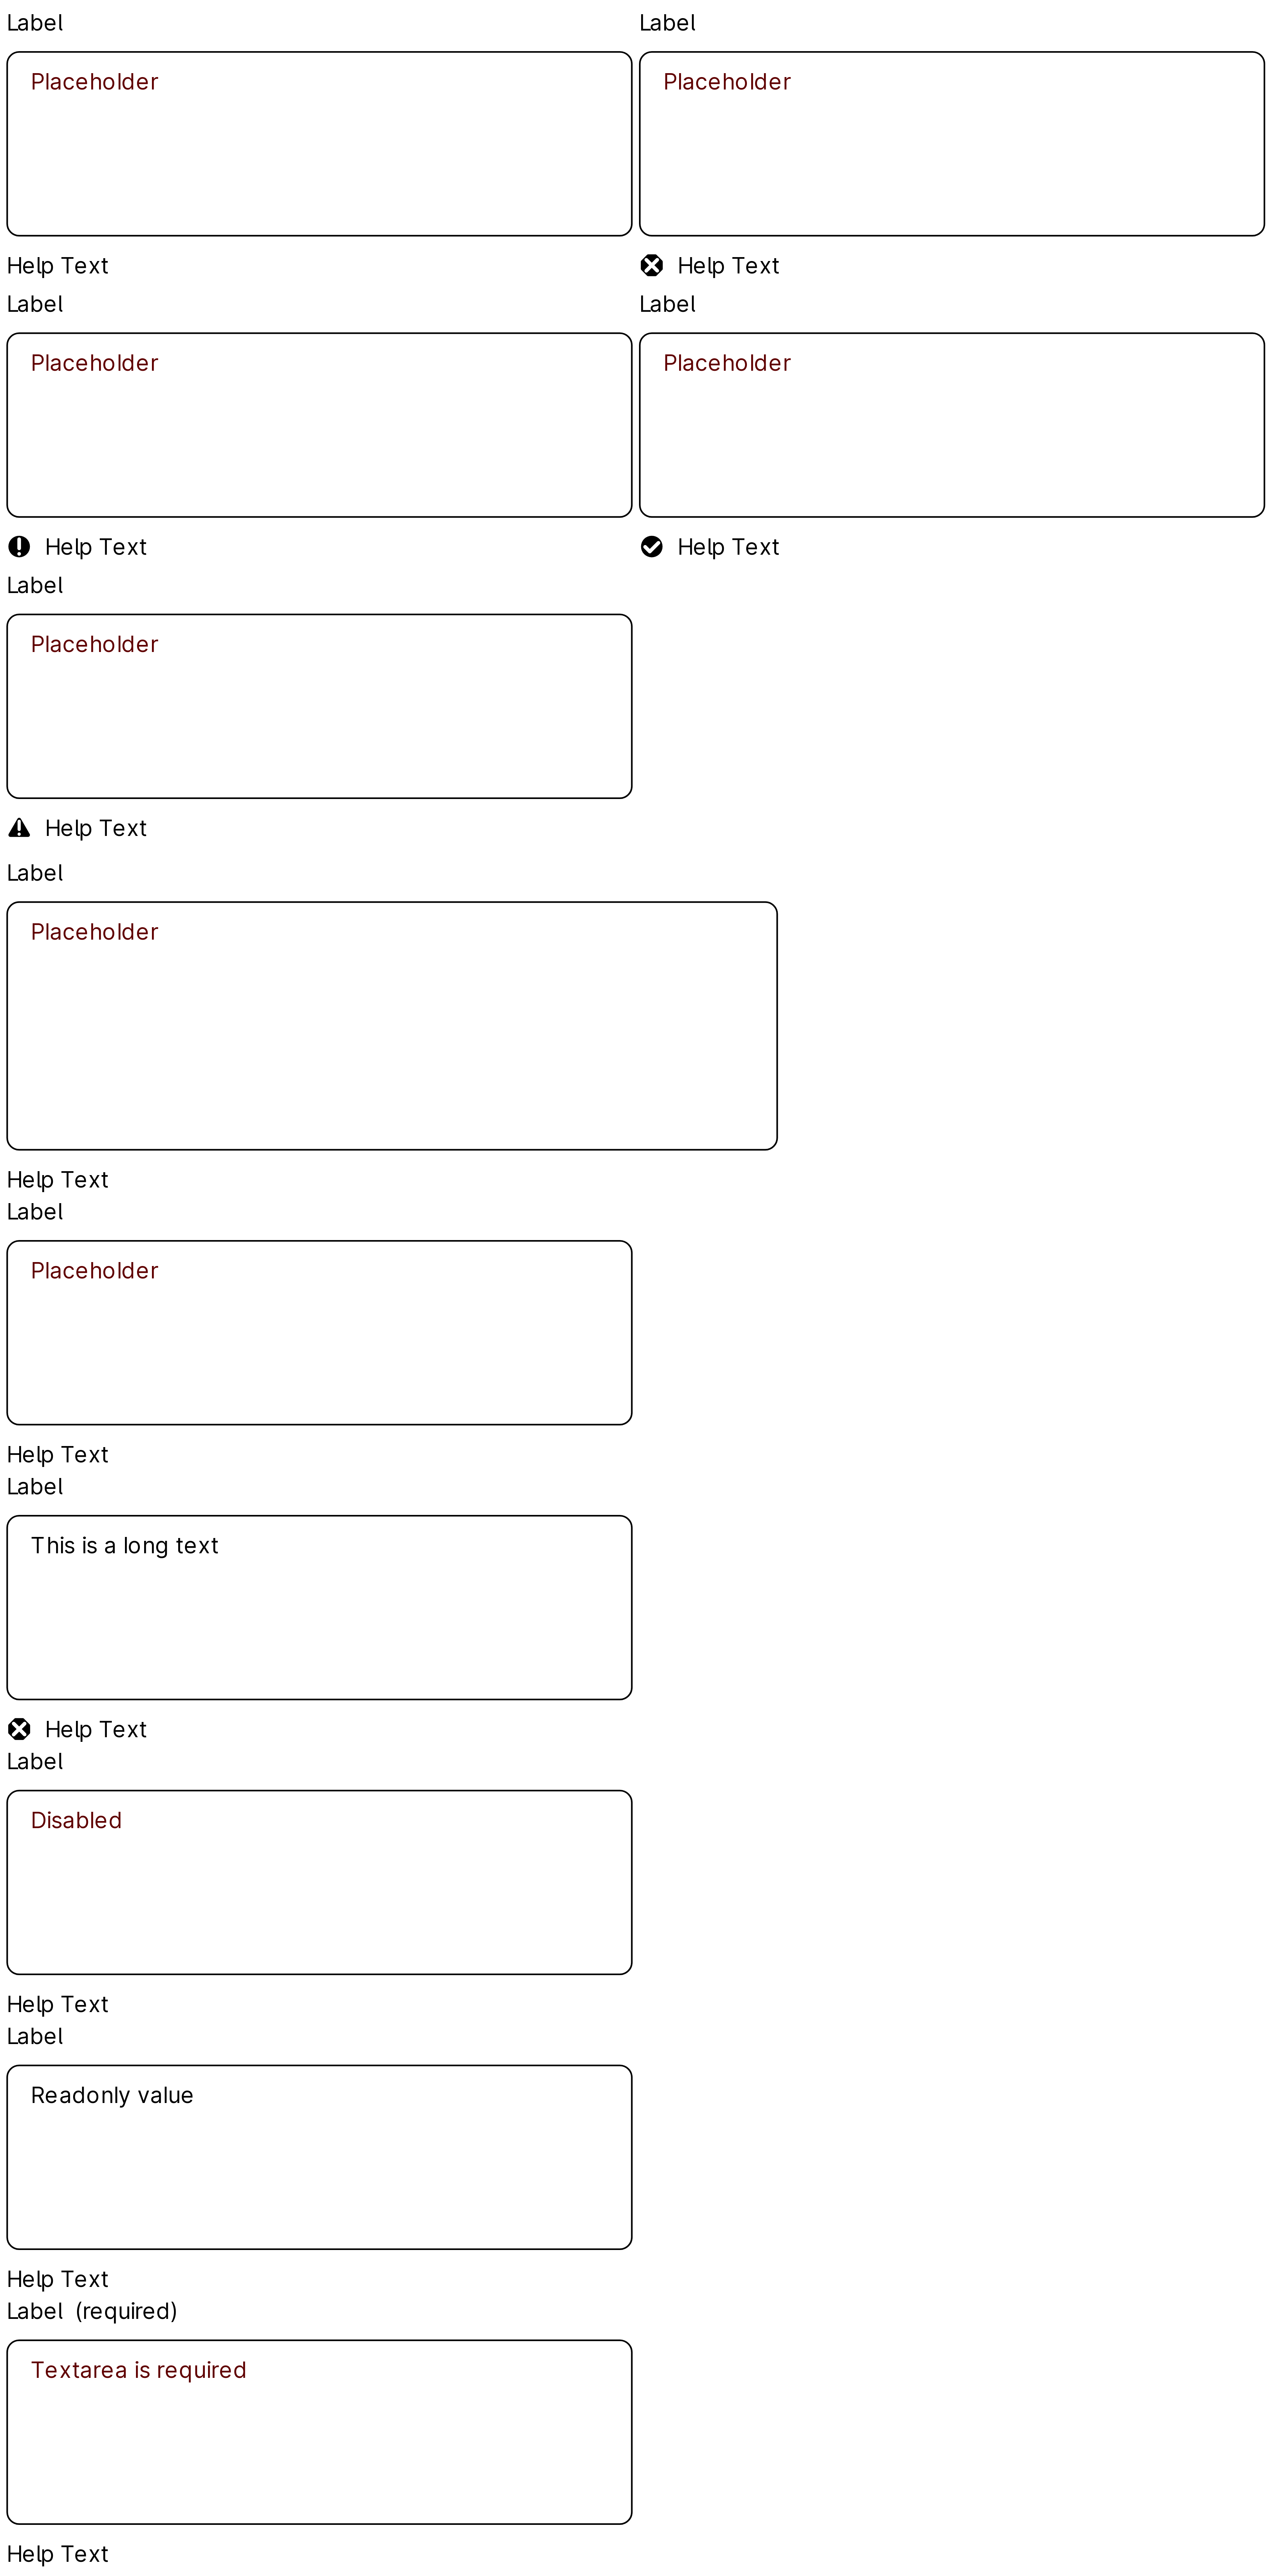 Label
Placeholder
Help Text
Label
Placeholder
Help Text
Label
Placeholder
Help Text
Label
Placeholder
Help Text
Label
Placeholder
Help Text
Label
Placeholder
Help Text
Label
Placeholder
Help Text
Label
This is a long text
Help Text
Label
Disabled
Help Text
Label
Readonly value
Help Text
Label (required)
Textarea is required
Help Text